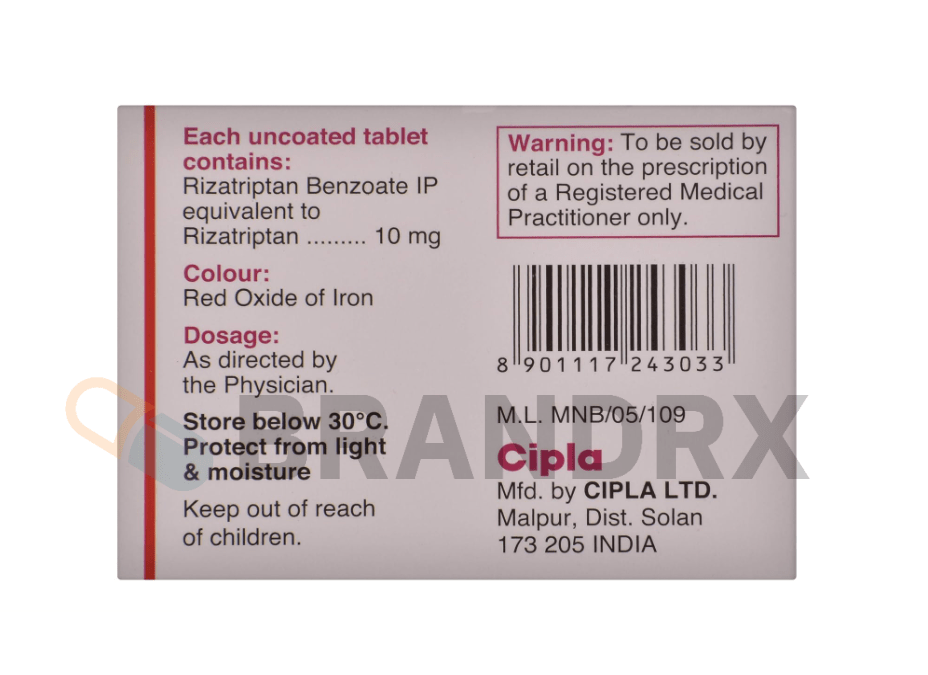 Each uncoated tablet
contains:
Rizatriptan Benzoate IP
equivalent to
Rizatriptan ......... 10 mg
Colour:
Red Oxide of Iron
Dosage:
As directed by
the Physician.
Store below 30°C.
Protect from light
& moisture
Keep out of reach
of children.
Warning: To be sold by
retail on the prescription
of a Registered Medical
Practitioner only.
8 901117 243033
M.L. MNB/05/109
Cipla
Mfd. by CIPLA LTD.
Malpur, Dist. Solan
173 205 INDIA
BRANDRX